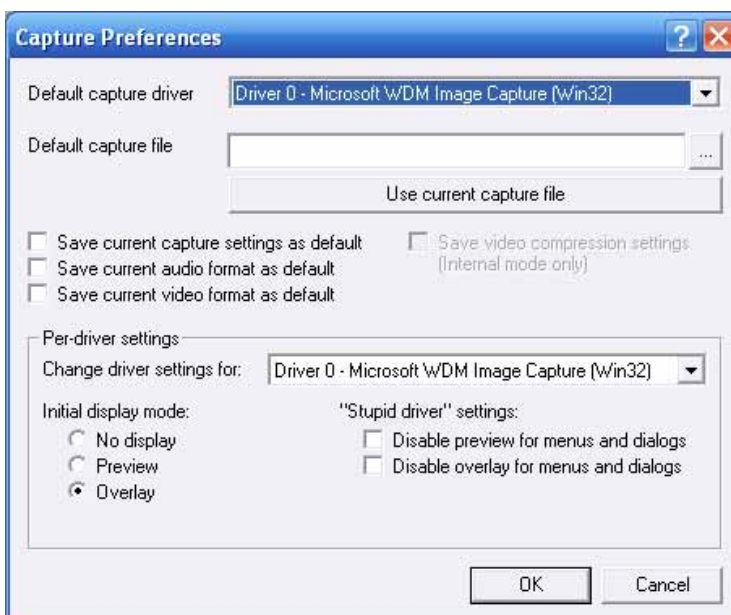 Capture Preferences
Default capture driver
Driver 0 - Microsoft WDM Image Capture (Win32)
Default capture file
...
Use current capture file
Save current capture settings as default
Save video compression settings
(Internal mode only)
Save current audio format as default
Save current video format as default
Per-driver settings
Change driver settings for:
Driver 0 - Microsoft WDM Image Capture (Win32)
Initial display mode:
"Stupid driver" settings:
No display
Disable preview for menus and dialogs
Preview
Disable overlay for menus and dialogs
Overlay
OK
Cancel